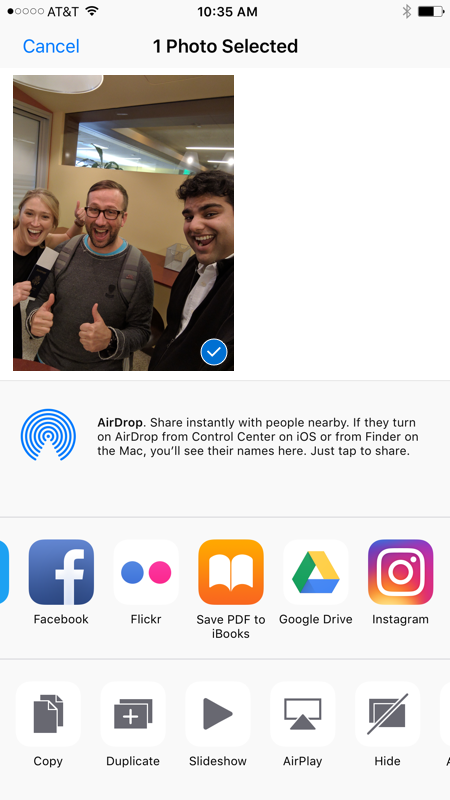 AT&T 10:35 AM
Cancel 1 Photo Selected
AirDrop. Share instantly with people nearby. If they turn
on AirDrop from Control Center on iOS or from Finder on
the Mac, you'll see their names here. Just tap to share.
Facebook
Flickr
Save PDF to
iBooks
Google Drive
Instagram
Copy
Duplicate
Slideshow
AirPlay
Hide